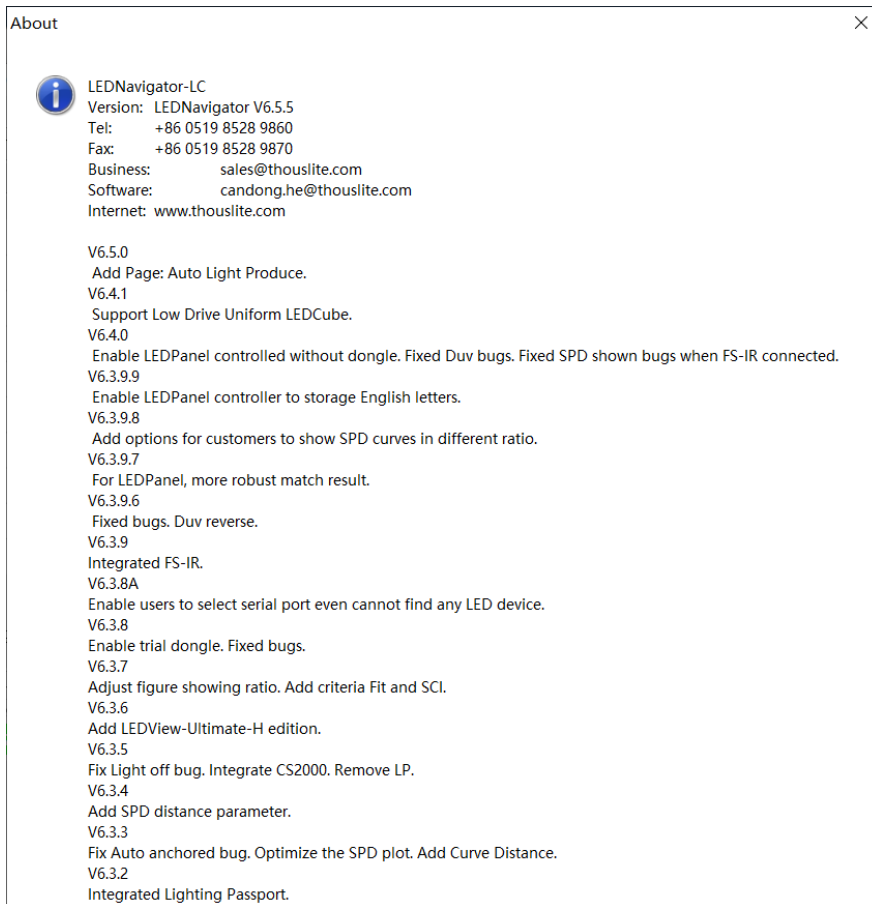 About
LEDNavigator-LC
Version: LEDNavigator V6.5.5
Tel: +86 0519 8528 9860
Fax: +86 0519 8528 9870
Business: sales@thouslite.com
Software: candong.he@thouslite.com
Internet: www.thouslite.com
V6.5.0
Add Page: Auto Light Produce.
V6.4.1
Support Low Drive Uniform LEDCube.
V6.4.0
Enable LEDPanel controlled without dongle. Fixed Duv bugs. Fixed SPD shown bugs when FS-IR connected.
V6.3.9.9
Enable LEDPanel controller to storage English letters.
V6.3.9.8
Add options for customers to show SPD curves in different ratio.
V6.3.9.7
For LEDPanel, more robust match result.
V6.3.9.6
Fixed bugs. Duv reverse.
V6.3.9
Integrated FS-IR.
V6.3.8A
Enable users to select serial port even cannot find any LED device.
V6.3.8
Enable trial dongle. Fixed bugs.
V6.3.7
Adjust figure showing ratio. Add criteria Fit and SCI.
V6.3.6
Add LEDView-Ultimate-H edition.
V6.3.5
Fix Light off bug. Integrate CS2000. Remove LP.
V6.3.4
Add SPD distance parameter.
V6.3.3
Fix Auto anchored bug. Optimize the SPD plot. Add Curve Distance.
V6.3.2
Integrated Lighting Passport.